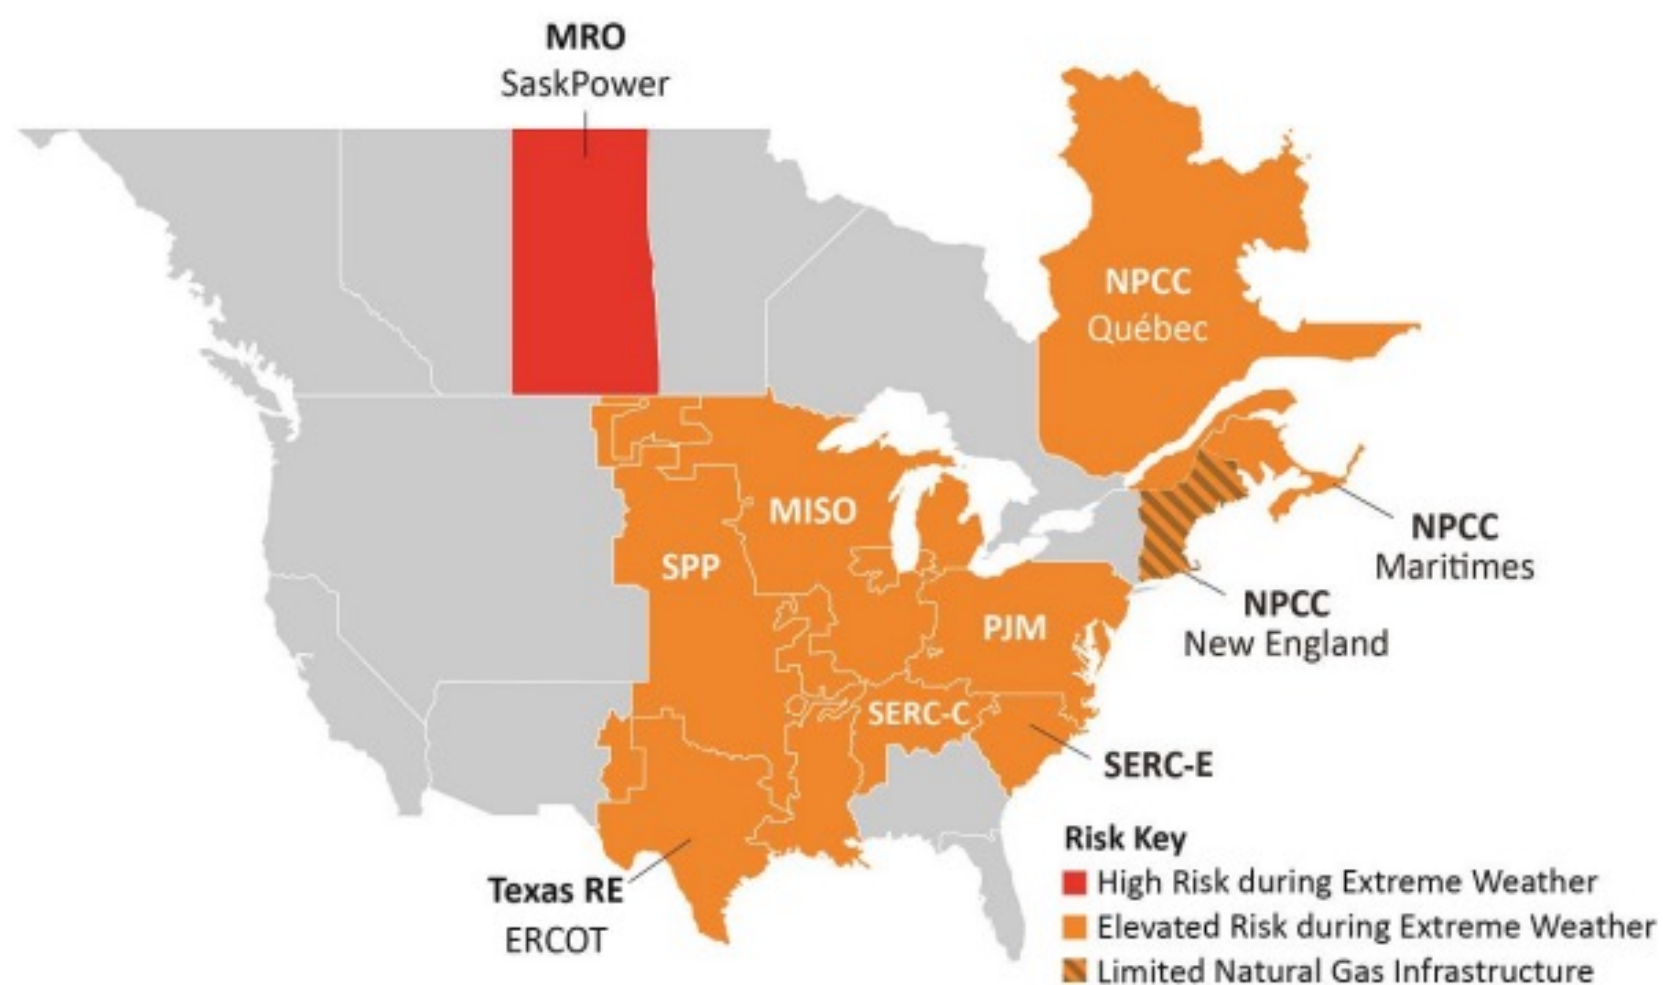 MRO
SaskPower
NPCC
Québec
MISO
SPP
NPCC
Maritimes
NPCC
New England
PJM
SERC-C
SERC-E
Texas RE
ERCOT
Risk Key
High Risk during Extreme Weather
Elevated Risk during Extreme Weather
Limited Natural Gas Infrastructure